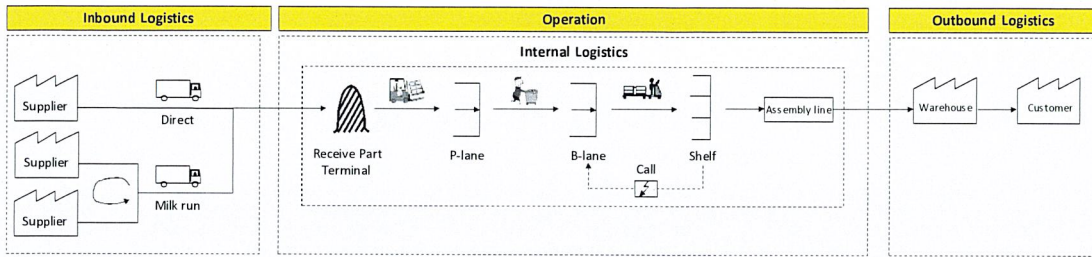 Inbound Logistics
Operation
Outbound Logistics
Internal Logistics
Supplier
Direct
Supplier
Supplier
Milk run
Receive Part
Terminal
P-lane
B-lane
Shelf
Call
Assembly line
Warehouse
Customer